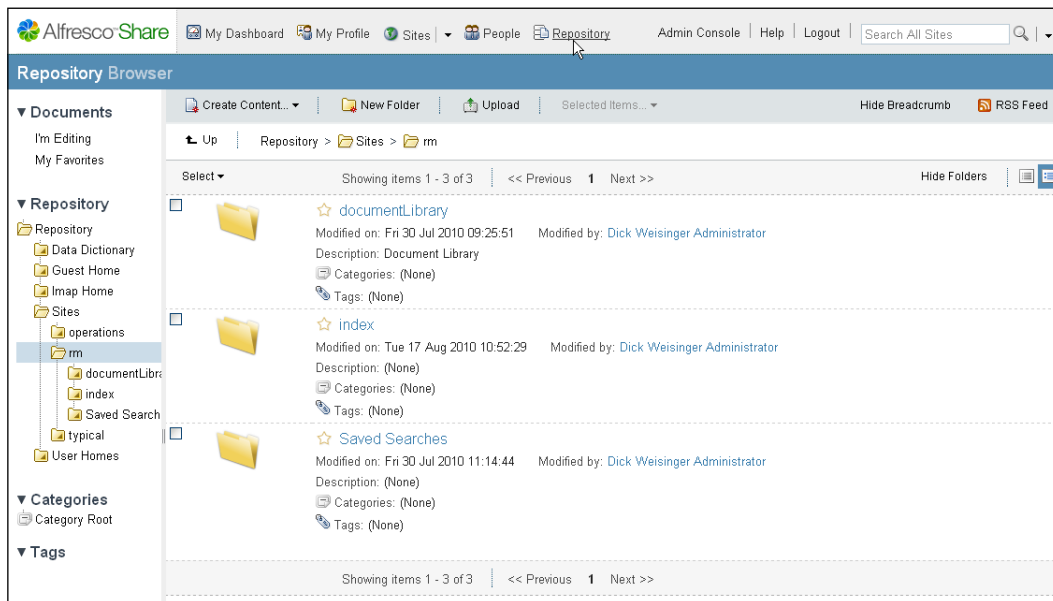 Alfresco Share My Dashboard My Profile Sites People Repository Admin Console Help Logout Search All Sites
Repository Browser
Documents
I'm Editing
My Favorites
Repository
Repository
Data Dictionary
Guest Home
Imap Home
Sites
operations
rm
documentLibra
index
Saved Search
typical
User Homes
Categories
Category Root
Tags
Create Content... New Folder Upload Selected Items... Hide Breadcrumb RSS Feed
Up Repository > Sites > rm
Select Showing items 1 - 3 of 3 << Previous 1 Next >> Hide Folders
documentLibrary
Modified on: Fri 30 Jul 2010 09:25:51 Modified by: Dick Weisinger Administrator
Description: Document Library
Categories: (None)
Tags: (None)
index
Modified on: Tue 17 Aug 2010 10:52:29 Modified by: Dick Weisinger Administrator
Description: (None)
Categories: (None)
Tags: (None)
Saved Searches
Modified on: Fri 30 Jul 2010 11:14:44 Modified by: Dick Weisinger Administrator
Description: (None)
Categories: (None)
Tags: (None)
Showing items 1 - 3 of 3 << Previous 1 Next >>